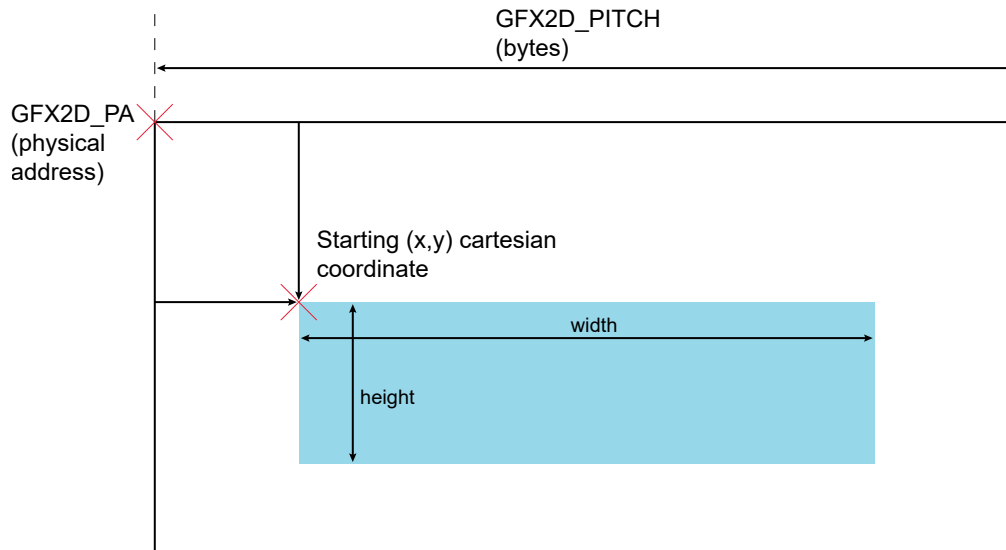 GFX2D_PITCH
(bytes)
GFX2D_PA
(physical
address)
Starting (x,y) cartesian
coordinate
width
height